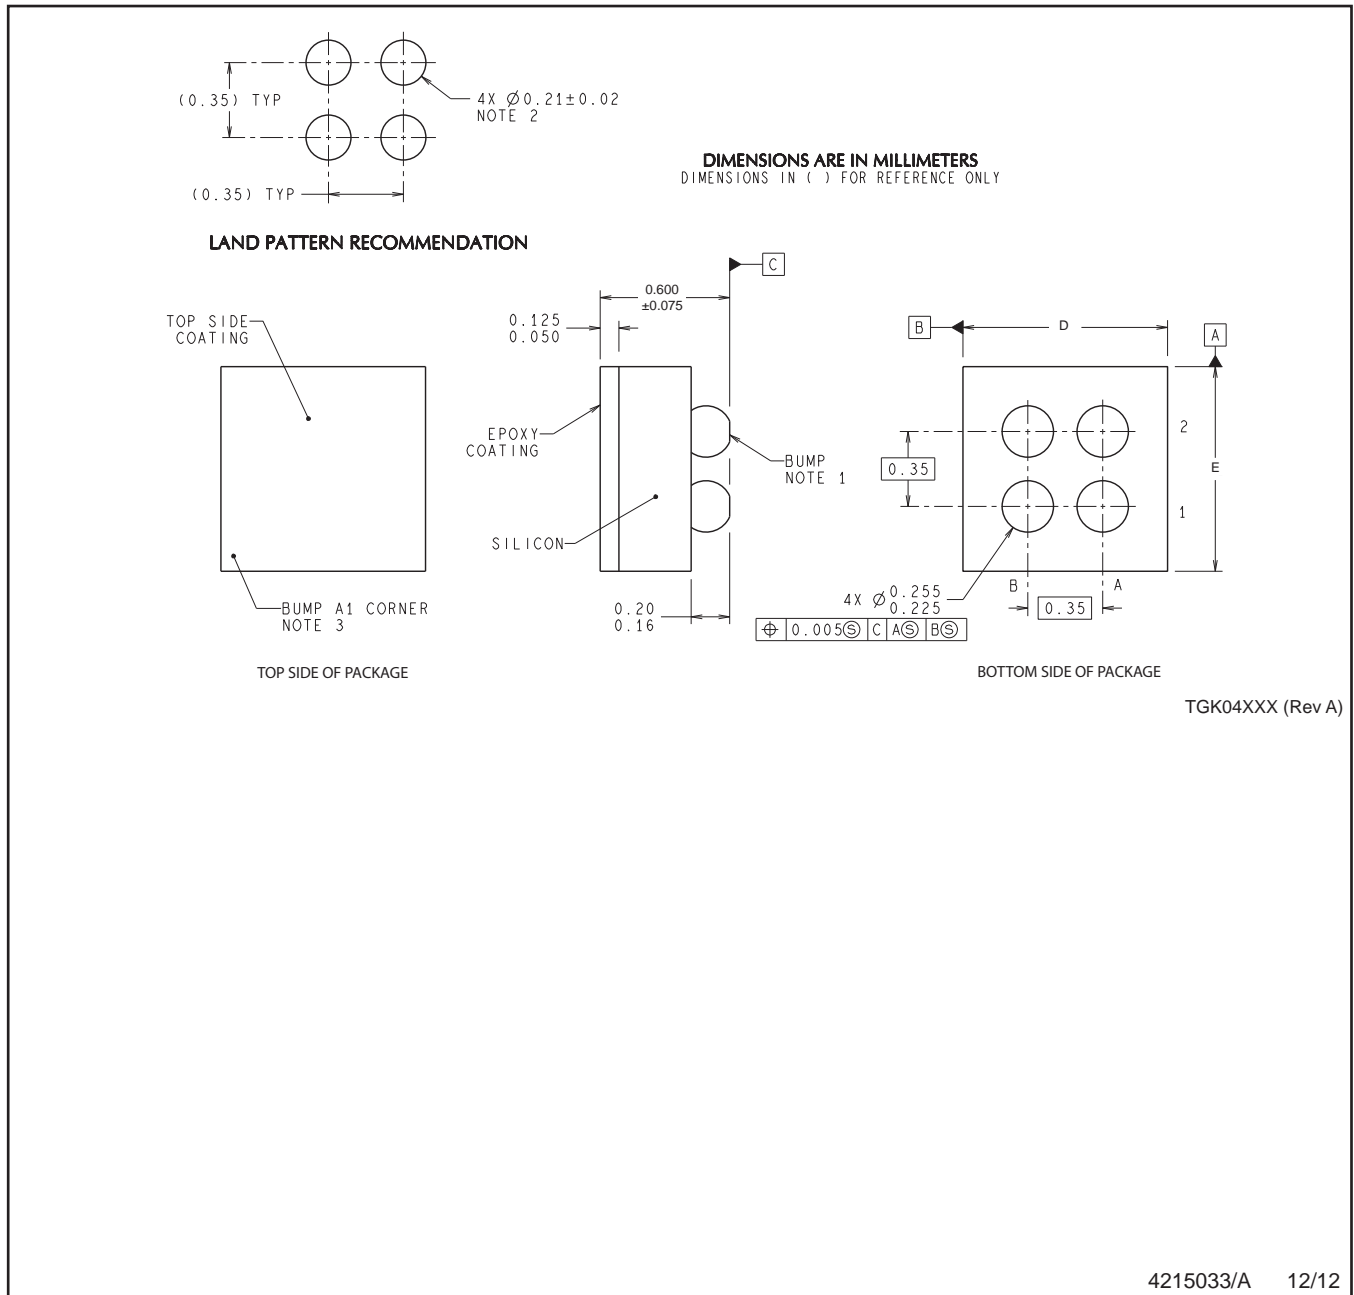 (0.35) TYP
4X Ø0.21±0.02
NOTE 2
(0.35) TYP
DIMENSIONS ARE IN MILLIMETERS
DIMENSIONS IN ( ) FOR REFERENCE ONLY
LAND PATTERN RECOMMENDATION
C
0.600
±0.075
0.125
0.050
TOP SIDE
COATING
EPOXY
COATING
BUMP
NOTE 1
SILICON
0.20
0.16
BUMP A1 CORNER
NOTE 3
TOP SIDE OF PACKAGE
B
D
A
2
E
0.35
1
B
A
4X Ø 0.255
0.225
0.35
⌖ 0.005Ⓢ C AⓈ BⓈ
BOTTOM SIDE OF PACKAGE
TGK04XXX (Rev A)
4215033/A 12/12